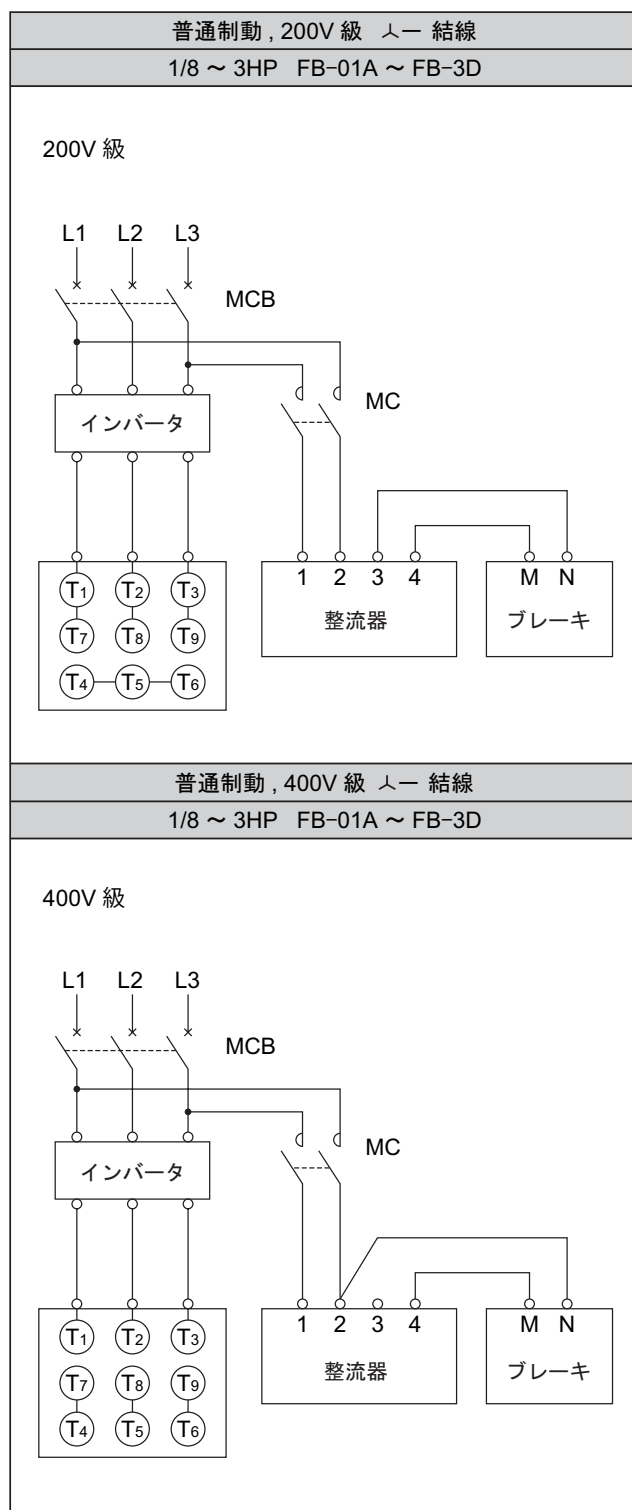 普通制動 , 200V 級 人ー 結線
1/8 ～ 3HP FB-01A ～ FB-3D
200V 級
L1 L2 L3
MCB
MC
インバータ
1 2 3 4
M N
整流器
ブレーキ
T1 T2 T3
T7 T8 T9
T4 T5 T6
普通制動 , 400V 級 人ー 結線
1/8 ～ 3HP FB-01A ～ FB-3D
400V 級
L1 L2 L3
MCB
MC
インバータ
1 2 3 4
M N
整流器
ブレーキ
T1 T2 T3
T7 T8 T9
T4 T5 T6